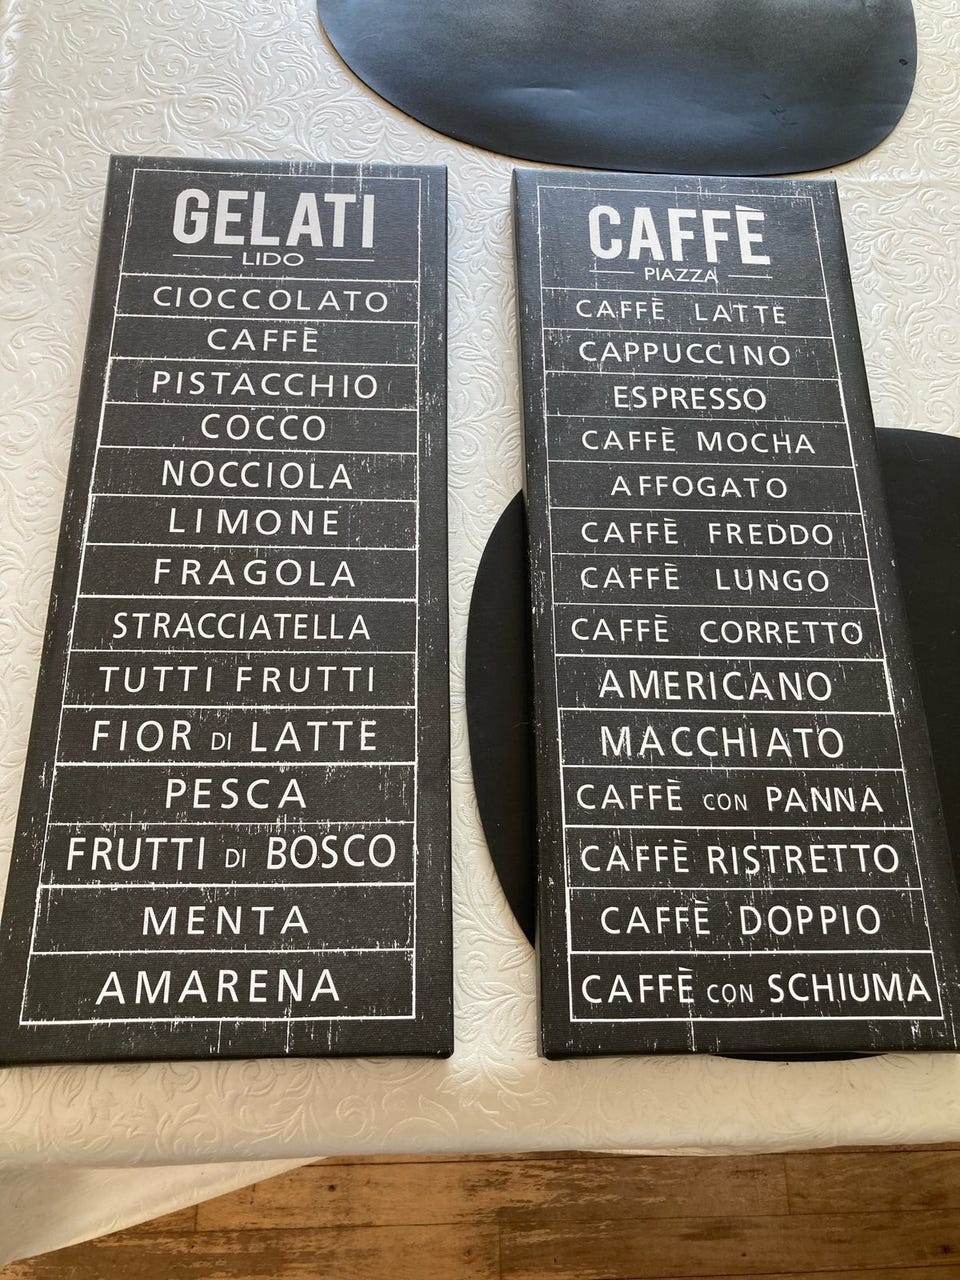 GELATI
LIDO
CIOCCOLATO
CAFFÈ
PISTACCHIO
COCCO
NOCCIOLA
LIMONE
FRAGOLA
STRACCIATELLA
TUTTI FRUTTI
FIOR DI LATTE
PESCA
FRUTTI DI BOSCO
MENTA
AMARENA
CAFFÈ
PIAZZA
CAFFÈ LATTE
CAPPUCCINO
ESPRESSO
CAFFÈ MOCHA
AFFOGATO
CAFFÈ FREDDO
CAFFÈ LUNGO
CAFFÈ CORRETTO
AMERICANO
MACCHIATO
CAFFÈ CON PANNA
CAFFÈ RISTRETTO
CAFFÈ DOPPIO
CAFFÈ CON SCHIUMA